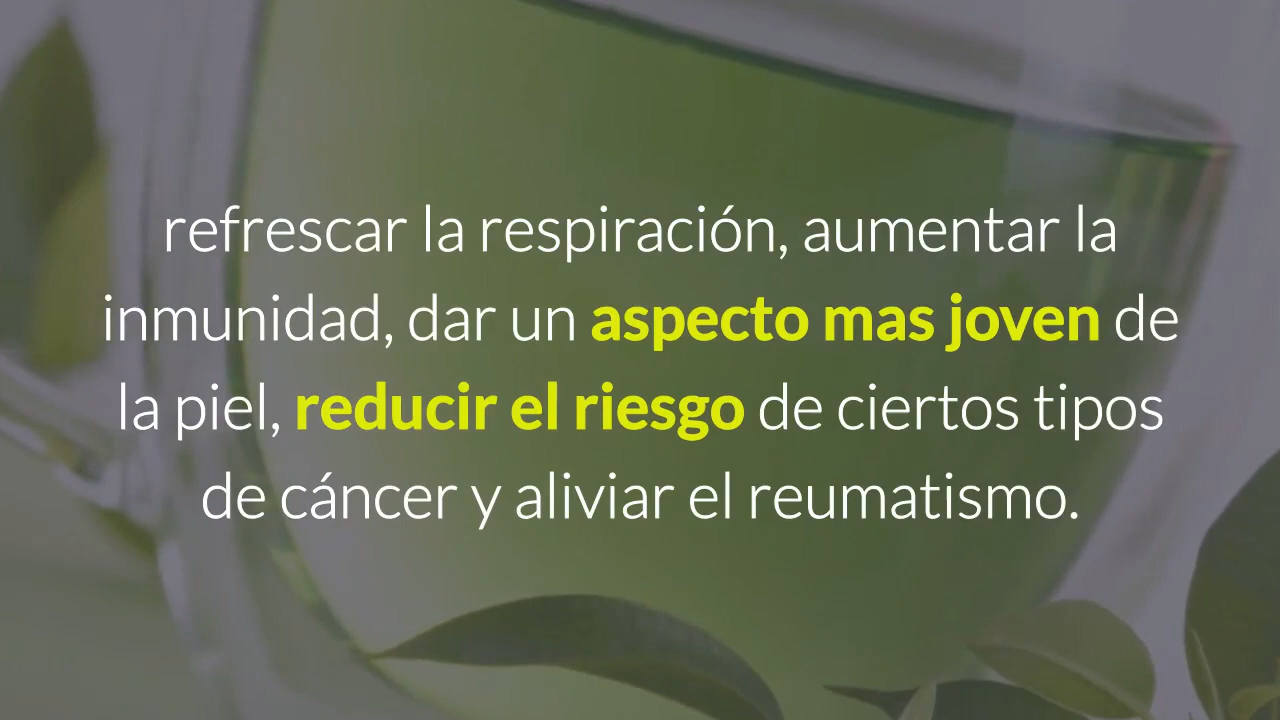 refrescar la respiración, aumentar la
inmunidad, dar un aspecto mas joven de
la piel, reducir el riesgo de ciertos tipos
de cáncer y aliviar el reumatismo.